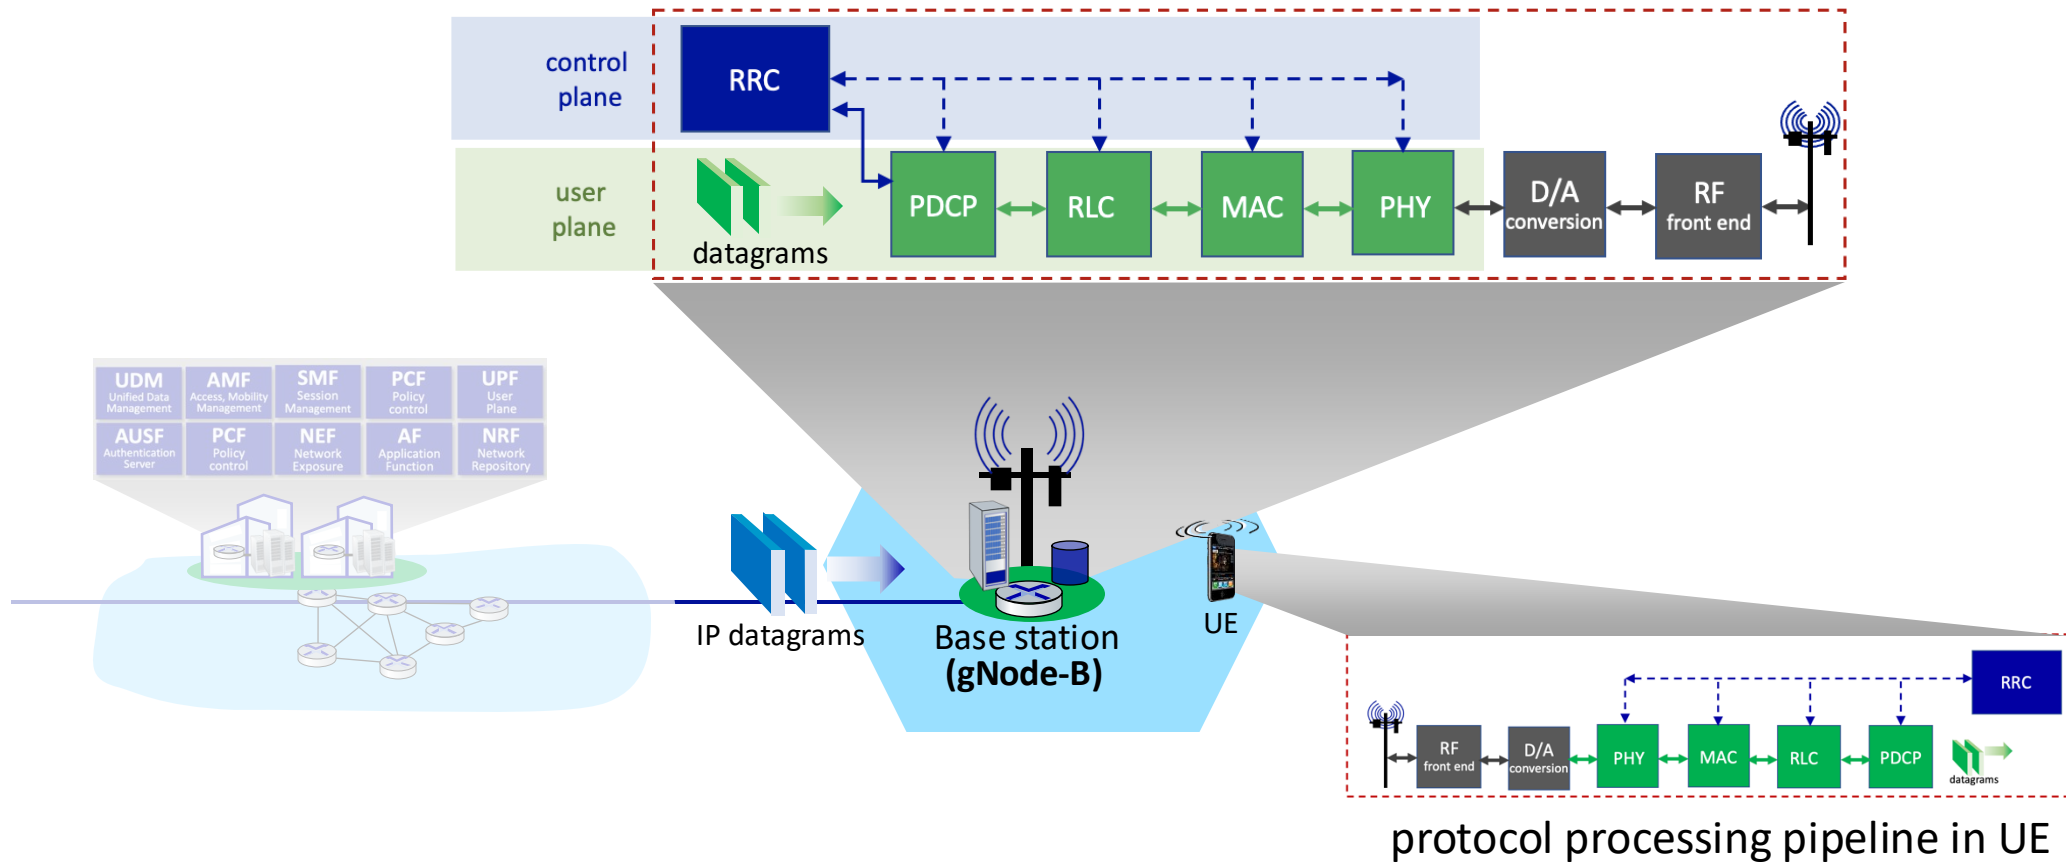 control
plane
RRC
user
plane
datagrams
PDCP
RLC
MAC
PHY
D/A
conversion
RF
front end
UDM
Unified Data
Management
AMF
Access, Mobility
Management
SMF
Session
Management
PCF
Policy
control
UPF
User
Plane
AUSF
Authentication
Server
PCF
Policy
control
NEF
Network
Exposure
AF
Application
Function
NRF
Network
Repository
IP datagrams
Base station
(gNode-B)
UE
RRC
RF
front end
D/A
conversion
PHY
MAC
RLC
PDCP
datagrams
protocol processing pipeline in UE